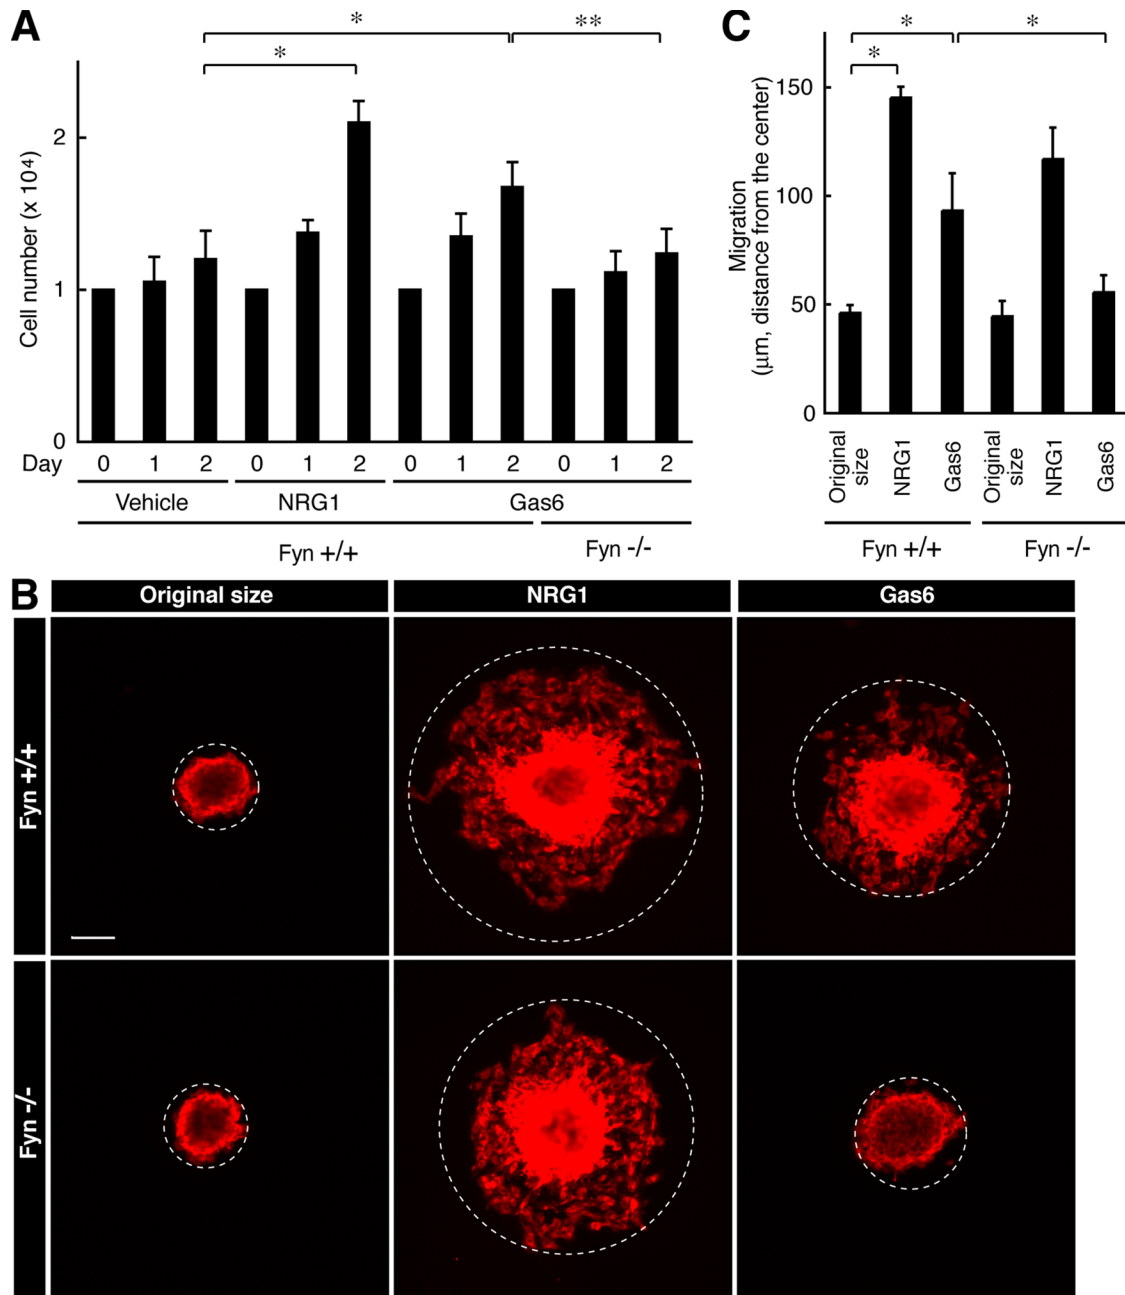 A
*
**
*
Cell number (x 10⁴)
2
1
0
Day 0 1 2 0 1 2 0 1 2 0 1 2
Vehicle NRG1 Gas6
Fyn +/+ Fyn -/-
C
* *
*
Migration
(μm, distance from the center)
150
100
50
0
Original
size
NRG1
Gas6
Original
size
NRG1
Gas6
Fyn +/+ Fyn -/-
B
Original size NRG1 Gas6
Fyn +/+
Fyn -/-